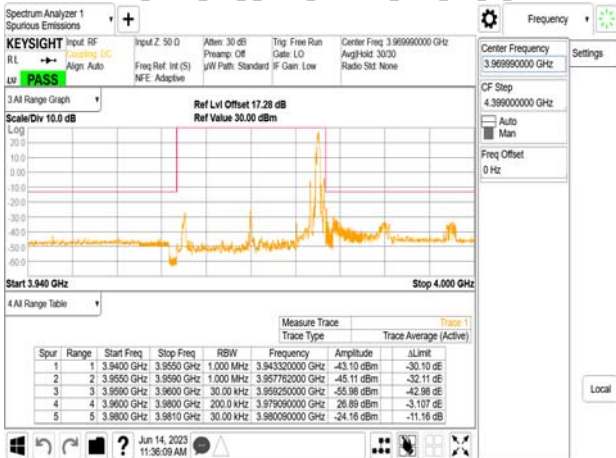 Spectrum Analyzer 1
Spurious Emissions
+
Frequency
KEYSIGHT Input: RF Input Z: 50 Ω Atten: 30 dB Trig: Free Run Center Freq: 3.969990000 GHz
RL Coupling: DC Preamp: Off Gate: LO Avg|Hold: 30/30
Align: Auto Freq Ref: Int (S) µW Path: Standard IF Gain: Low Radio Std: None
NFE: Adaptive
LV PASS
Center Frequency
3.969990000 GHz
Settings
CF Step
4.399000000 GHz
Auto
Man
Freq Offset
0 Hz
3 All Range Graph
Ref Lvl Offset 17.28 dB
Scale/Div 10.0 dB Ref Value 30.00 dBm
Log
20.0
10.0
0.00
-10.0
-20.0
-30.0
-40.0
-50.0
-60.0
Start 3.940 GHz Stop 4.000 GHz
4 All Range Table
Measure Trace Trace 1
Trace Type Trace Average (Active)
Spur Range Start Freq Stop Freq RBW Frequency Amplitude ΔLimit
1 1 3.9400 GHz 3.9550 GHz 1.000 MHz 3.943320000 GHz -43.10 dBm -30.10 dB
2 2 3.9550 GHz 3.9590 GHz 1.000 MHz 3.957762000 GHz -45.11 dBm -32.11 dB
3 3 3.9590 GHz 3.9600 GHz 30.00 kHz 3.959250000 GHz -55.98 dBm -42.98 dB
4 4 3.9600 GHz 3.9800 GHz 200.0 kHz 3.979090000 GHz 26.89 dBm -3.107 dB
5 5 3.9800 GHz 3.9810 GHz 30.00 kHz 3.980090000 GHz -24.16 dBm -11.16 dB
Local
? Jun 14, 2023
11:36:09 AM